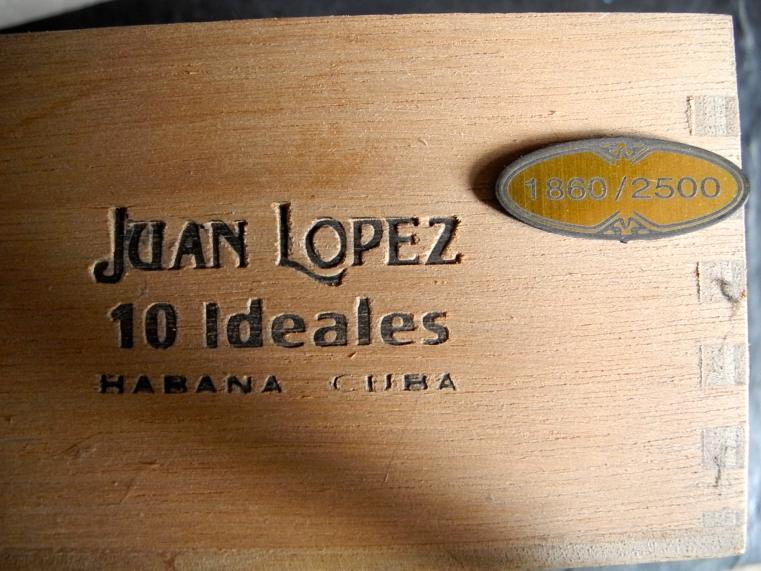 1860/2500
JUAN LOPEZ
10 Ideales
HABANA CUBA